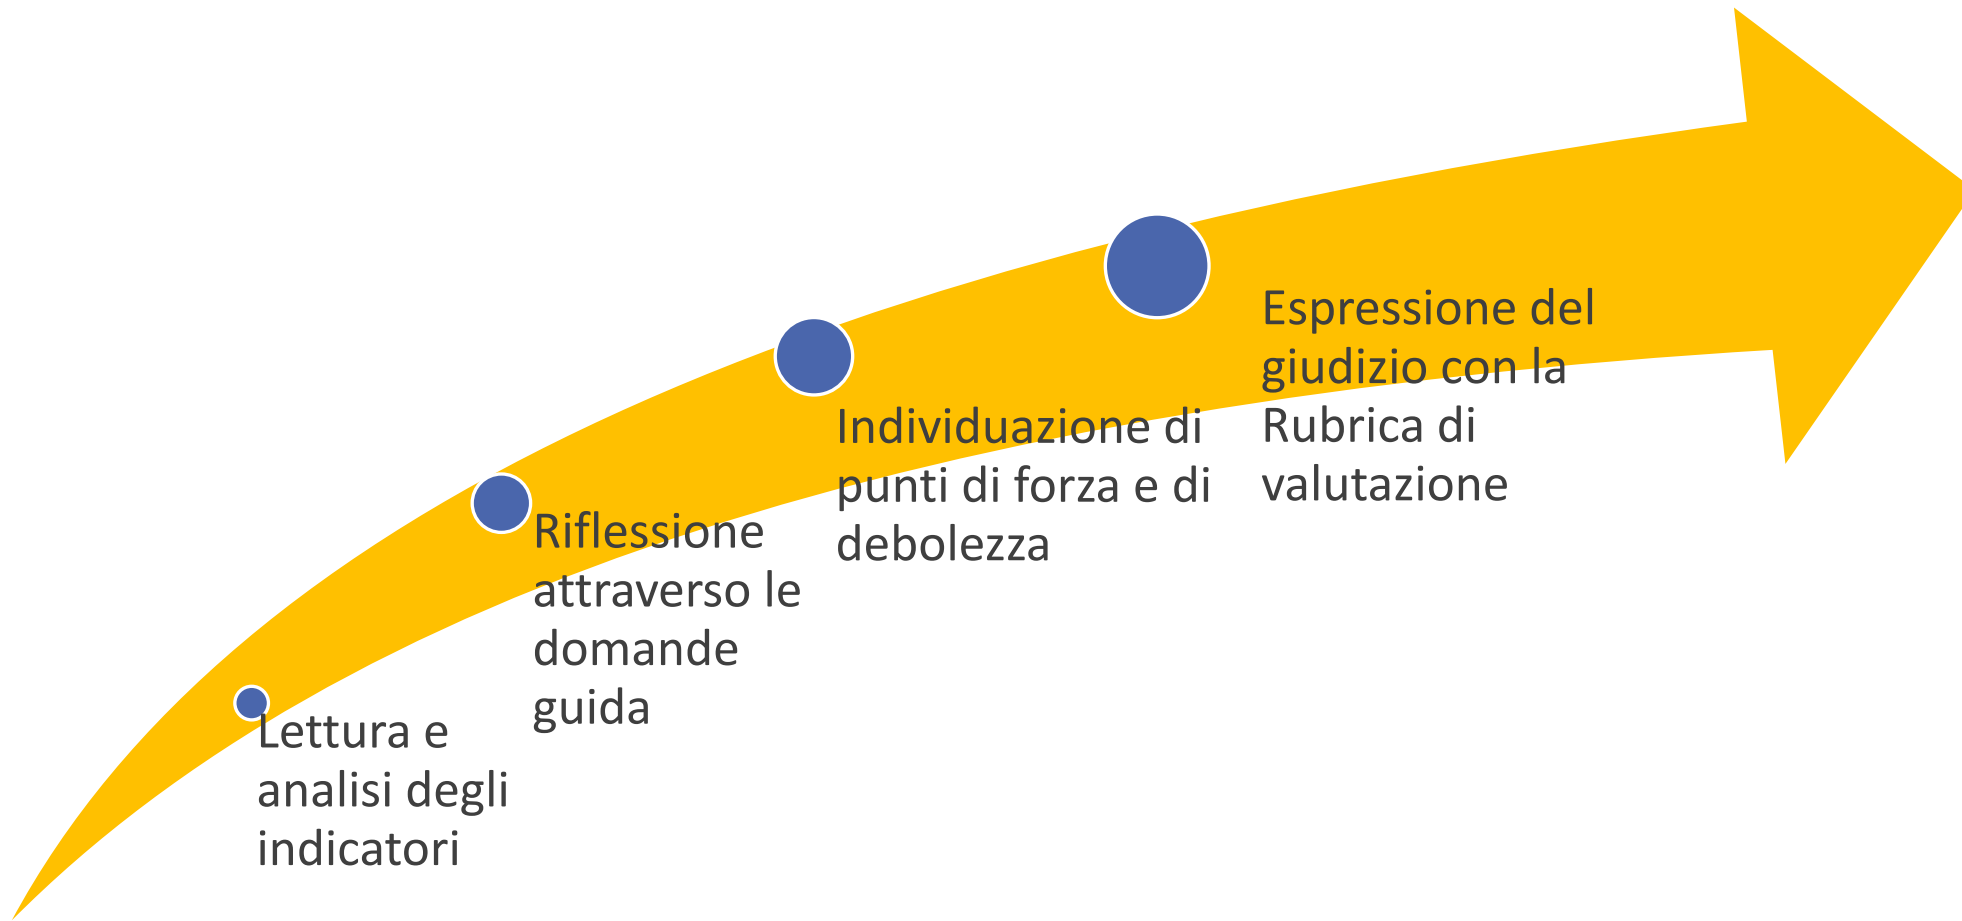 Lettura e
analisi degli
indicatori
Riflessione
attraverso le
domande
guida
Individuazione di
punti di forza e di
debolezza
Espressione del
giudizio con la
Rubrica di
valutazione